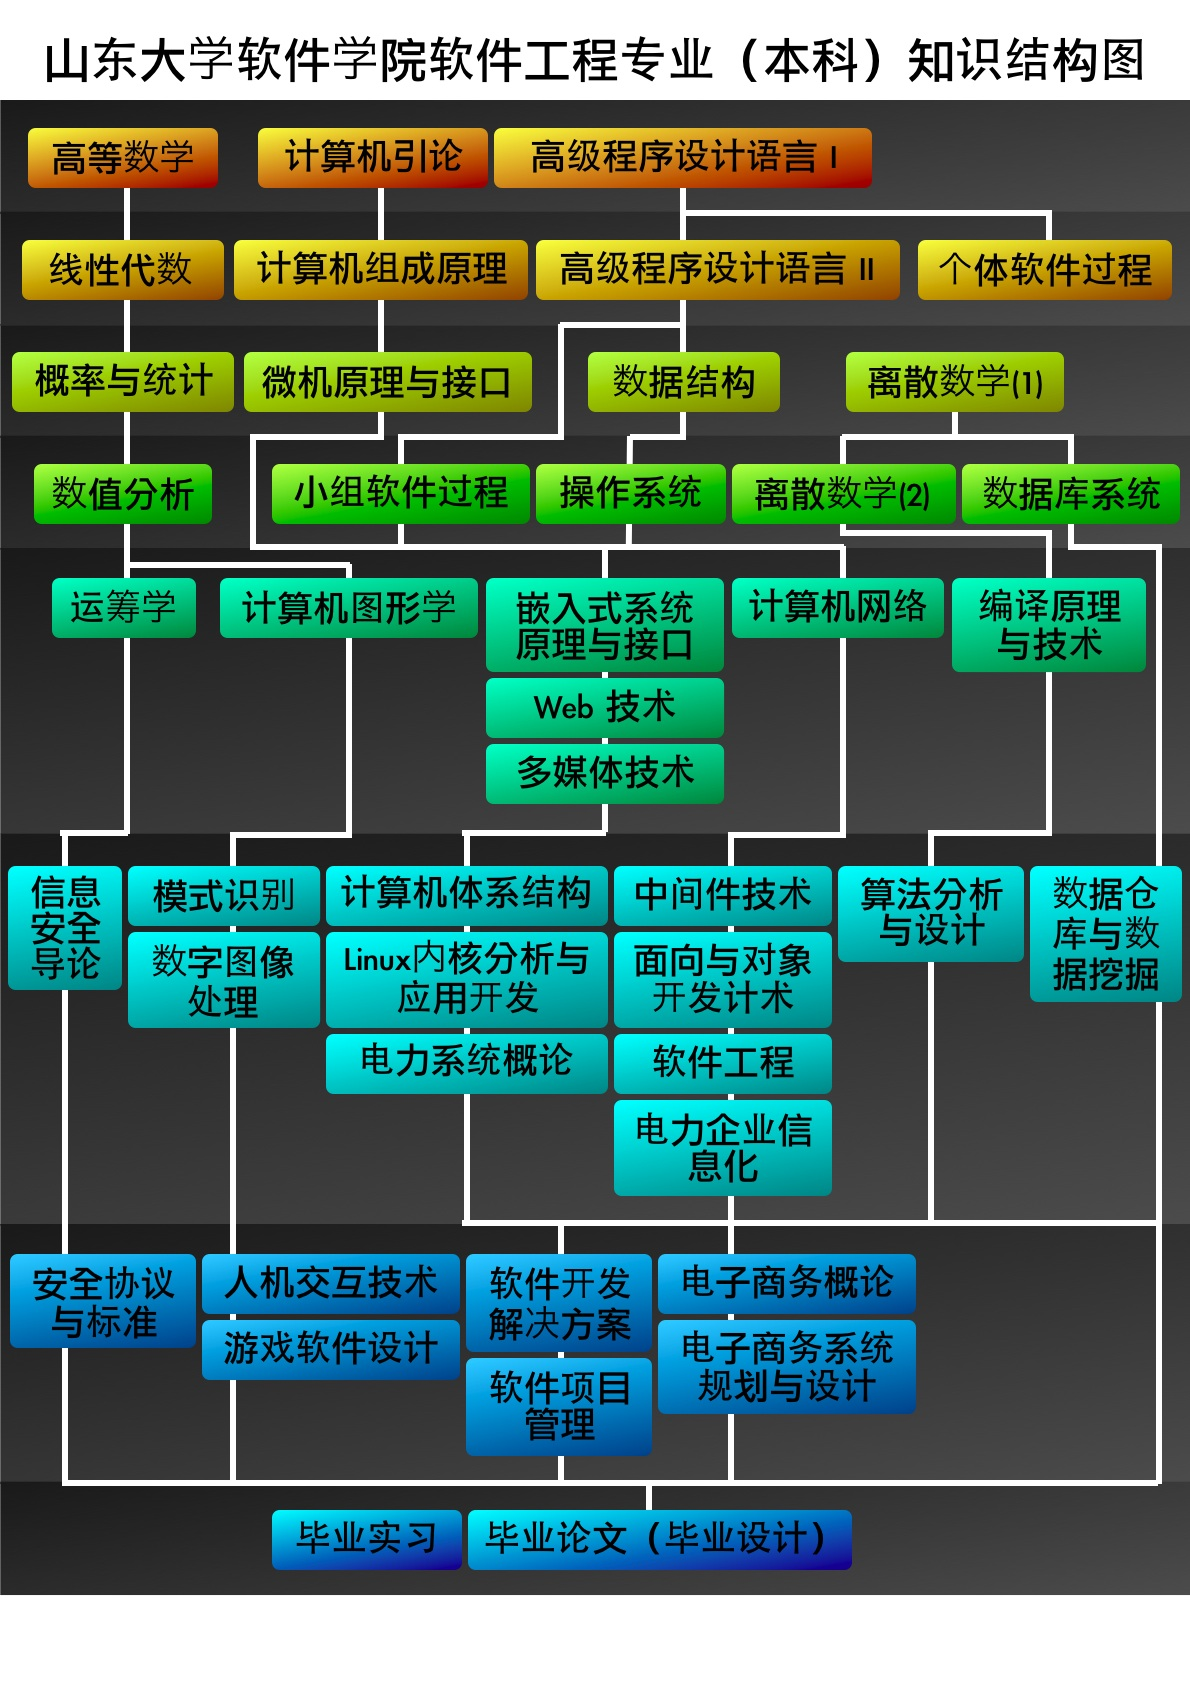 山东大学软件学院软件工程专业（本科）知识结构图
高等数学
计算机引论
高级程序设计语言 I
线性代数
计算机组成原理
高级程序设计语言 II
个体软件过程
概率与统计
微机原理与接口
数据结构
离散数学(1)
数值分析
小组软件过程
操作系统
离散数学(2)
数据库系统
运筹学
计算机图形学
嵌入式系统
原理与接口
Web 技术
多媒体技术
计算机网络
编译原理
与技术
信息
安全
导论
模式识别
数字图像
处理
计算机体系结构
Linux内核分析与
应用开发
电力系统概论
中间件技术
面向与对象
开发计术
软件工程
电力企业信
息化
算法分析
与设计
数据仓
库与数
据挖掘
安全协议
与标准
人机交互技术
游戏软件设计
软件开发
解决方案
软件项目
管理
电子商务概论
电子商务系统
规划与设计
毕业实习
毕业论文（毕业设计）